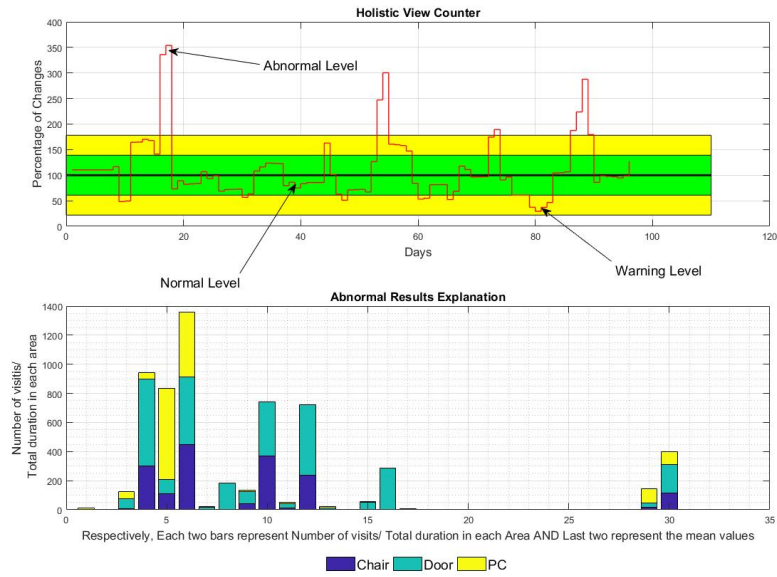 Holistic View Counter
Percentage of Changes
400
350
300
250
200
150
100
50
0
0 20 40 60 80 100 120
Days
Abnormal Level
Normal Level
Warning Level
Abnormal Results Explanation
Number of visitis/
Total duration in each area
1400
1200
1000
800
600
400
200
0
0 5 10 15 20 25 30 35
Respectively, Each two bars represent Number of visits/ Total duration in each Area AND Last two represent the mean values
Chair Door PC